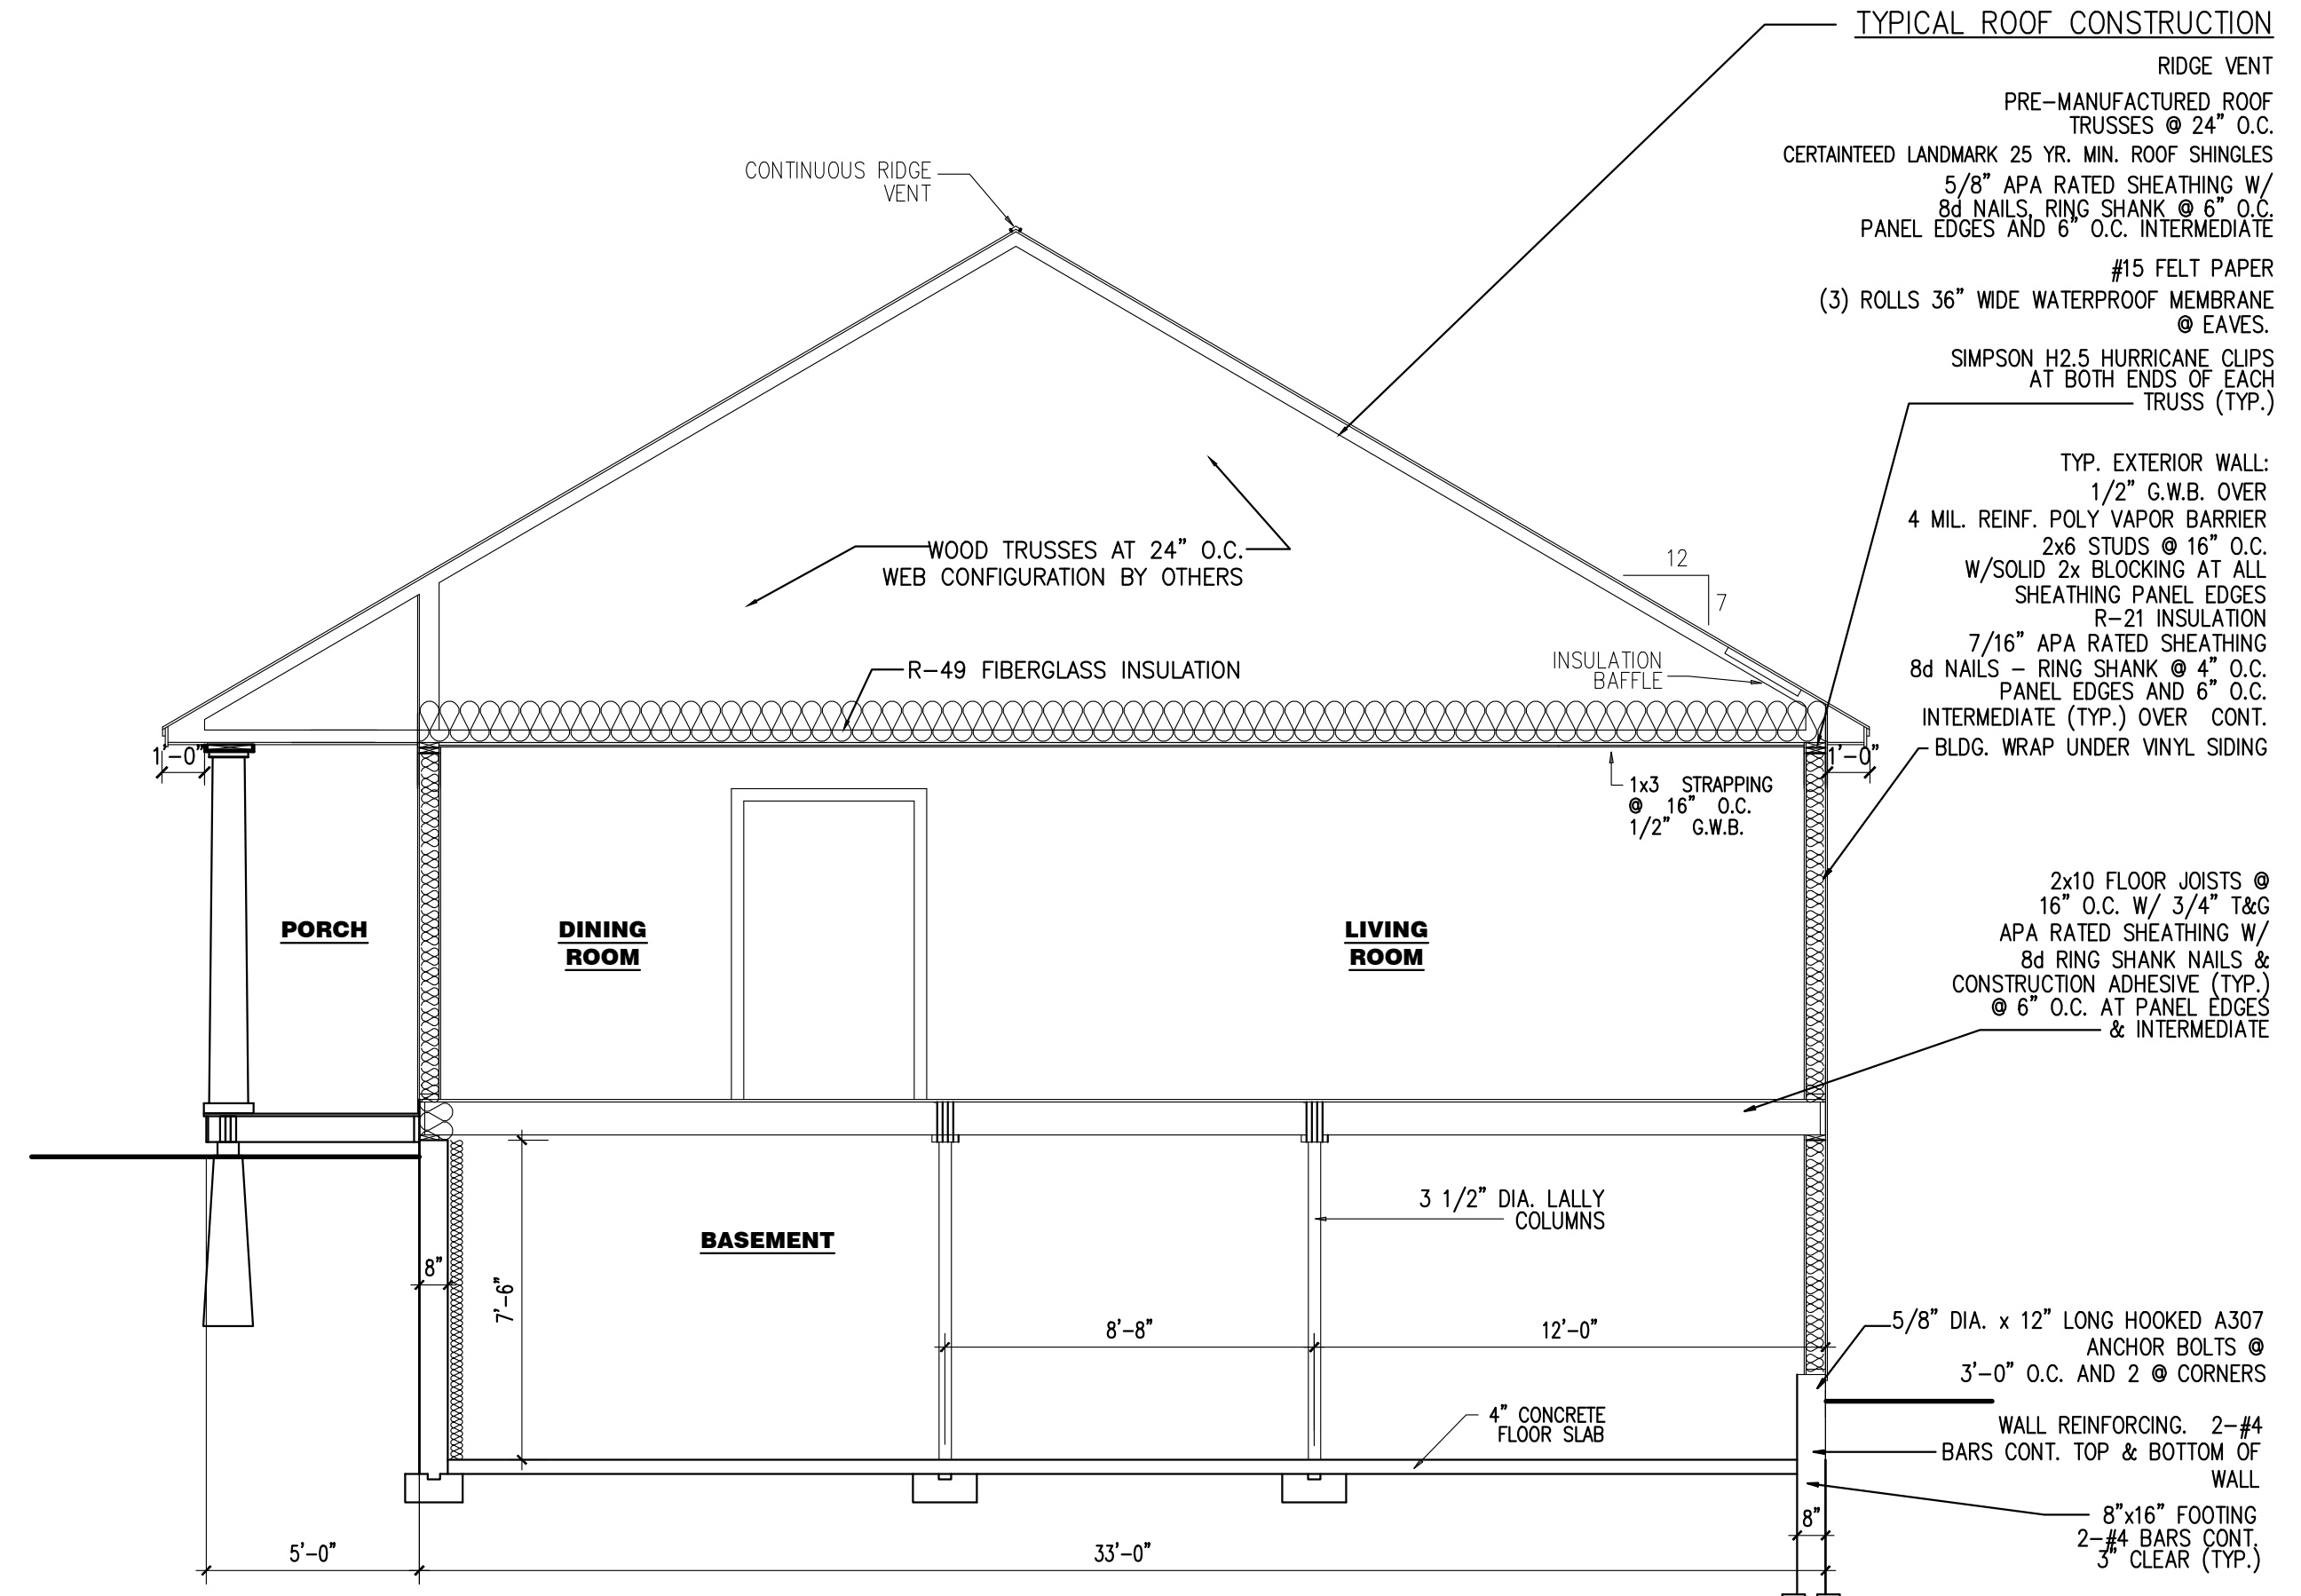 TYPICAL ROOF CONSTRUCTION
RIDGE VENT
PRE-MANUFACTURED ROOF
TRUSSES @ 24" O.C.
CERTAINTEED LANDMARK 25 YR. MIN. ROOF SHINGLES
5/8" APA RATED SHEATHING W/
8d NAILS, RING SHANK @ 6" O.C.
PANEL EDGES AND 6" O.C. INTERMEDIATE
#15 FELT PAPER
(3) ROLLS 36" WIDE WATERPROOF MEMBRANE
@ EAVES.
SIMPSON H2.5 HURRICANE CLIPS
AT BOTH ENDS OF EACH
TRUSS (TYP.)
CONTINUOUS RIDGE
VENT
WOOD TRUSSES AT 24" O.C.
WEB CONFIGURATION BY OTHERS
12
7
R-49 FIBERGLASS INSULATION
INSULATION
BAFFLE
TYP. EXTERIOR WALL:
1/2" G.W.B. OVER
4 MIL. REINF. POLY VAPOR BARRIER
2x6 STUDS @ 16" O.C.
W/SOLID 2x BLOCKING AT ALL
SHEATHING PANEL EDGES
R-21 INSULATION
7/16" APA RATED SHEATHING
8d NAILS - RING SHANK @ 4" O.C.
PANEL EDGES AND 6" O.C.
INTERMEDIATE (TYP.) OVER CONT.
BLDG. WRAP UNDER VINYL SIDING
1'-0"
1'-0"
1x3 STRAPPING
@ 16" O.C.
1/2" G.W.B.
PORCH
DINING
ROOM
LIVING
ROOM
2x10 FLOOR JOISTS @
16" O.C. W/ 3/4" T&G
APA RATED SHEATHING W/
8d RING SHANK NAILS &
CONSTRUCTION ADHESIVE (TYP.)
@ 6" O.C. AT PANEL EDGES
& INTERMEDIATE
3 1/2" DIA. LALLY
COLUMNS
BASEMENT
8"
7'-6"
8'-8"
12'-0"
4" CONCRETE
FLOOR SLAB
5/8" DIA. x 12" LONG HOOKED A307
ANCHOR BOLTS @
3'-0" O.C. AND 2 @ CORNERS
WALL REINFORCING. 2-#4
BARS CONT. TOP & BOTTOM OF
WALL
8"x16" FOOTING
2-#4 BARS CONT.
3" CLEAR (TYP.)
8"
5'-0"
33'-0"